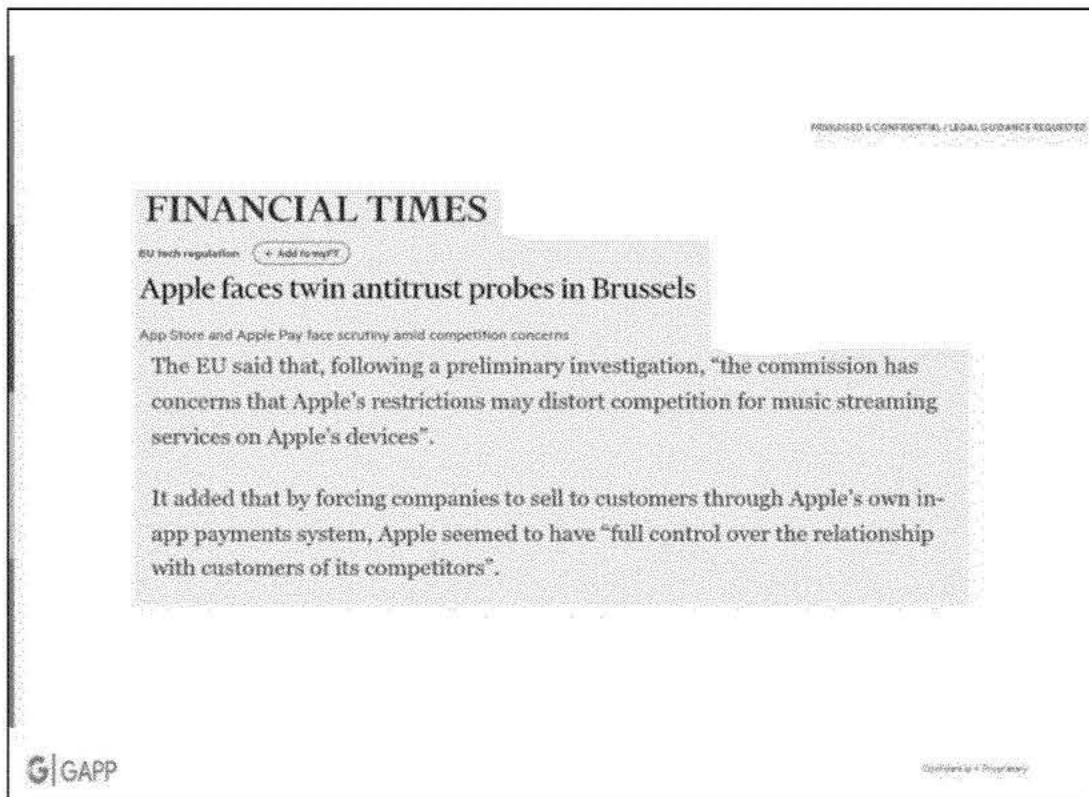 PRIVILEGED & CONFIDENTIAL / LEGAL GUIDANCE REQUESTED
FINANCIAL TIMES
EU tech regulation + Add to myFT
Apple faces twin antitrust probes in Brussels
App Store and Apple Pay face scrutiny amid competition concerns
The EU said that, following a preliminary investigation, “the commission has
concerns that Apple’s restrictions may distort competition for music streaming
services on Apple’s devices”.
It added that by forcing companies to sell to customers through Apple’s own in-
app payments system, Apple seemed to have “full control over the relationship
with customers of its competitors”.
G GAPP
Confidential + Proprietary